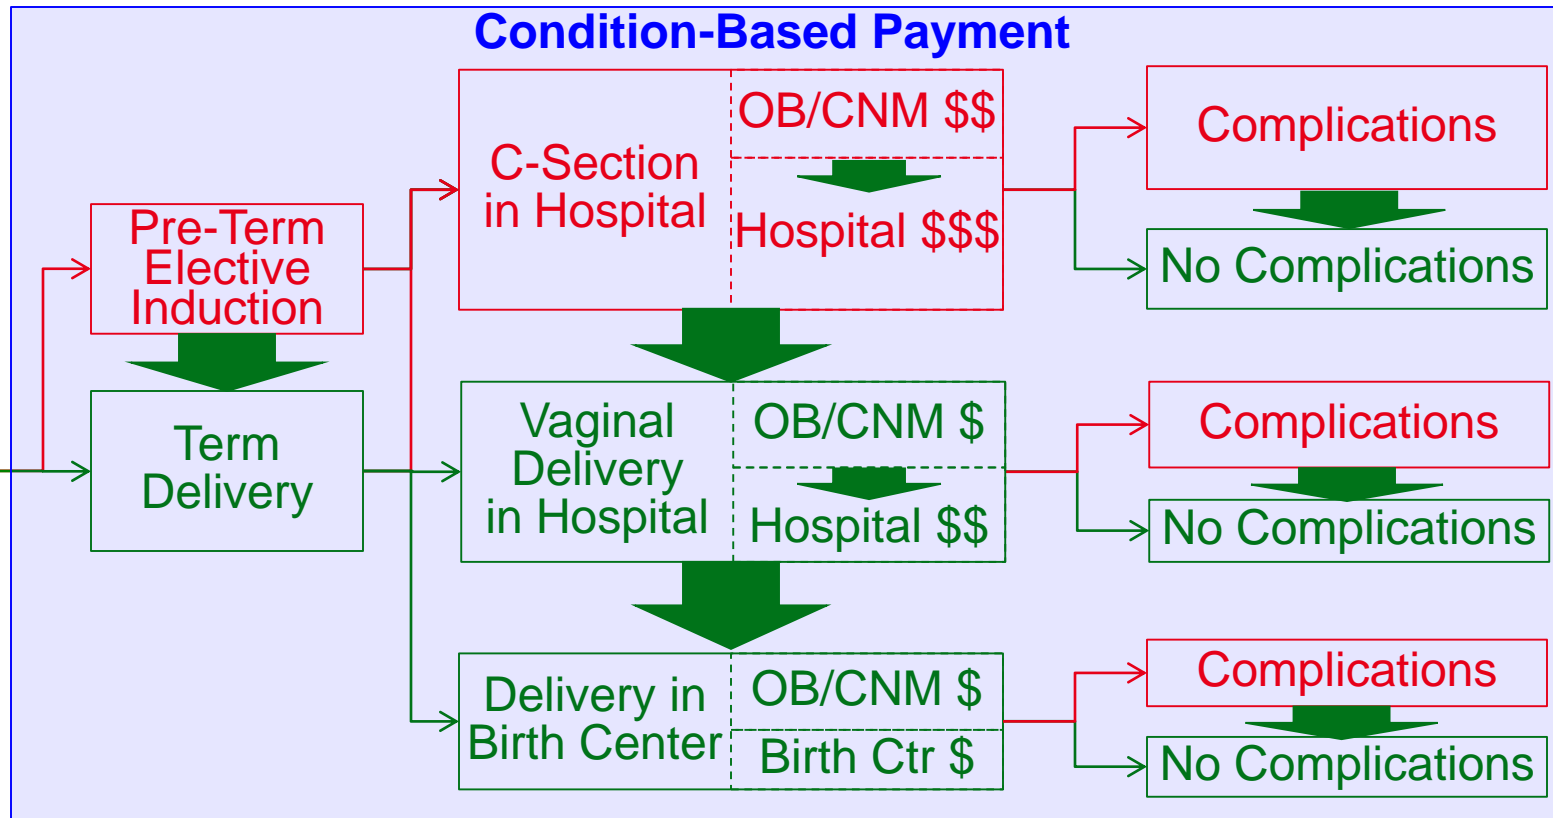 Condition-Based Payment
Pre-Term
Elective
Induction
Term
Delivery
C-Section
in Hospital
OB/CNM $$
Hospital $$$
Complications
No Complications
Vaginal
Delivery
in Hospital
OB/CNM $
Hospital $$
Complications
No Complications
Delivery in
Birth Center
OB/CNM $
Birth Ctr $
Complications
No Complications